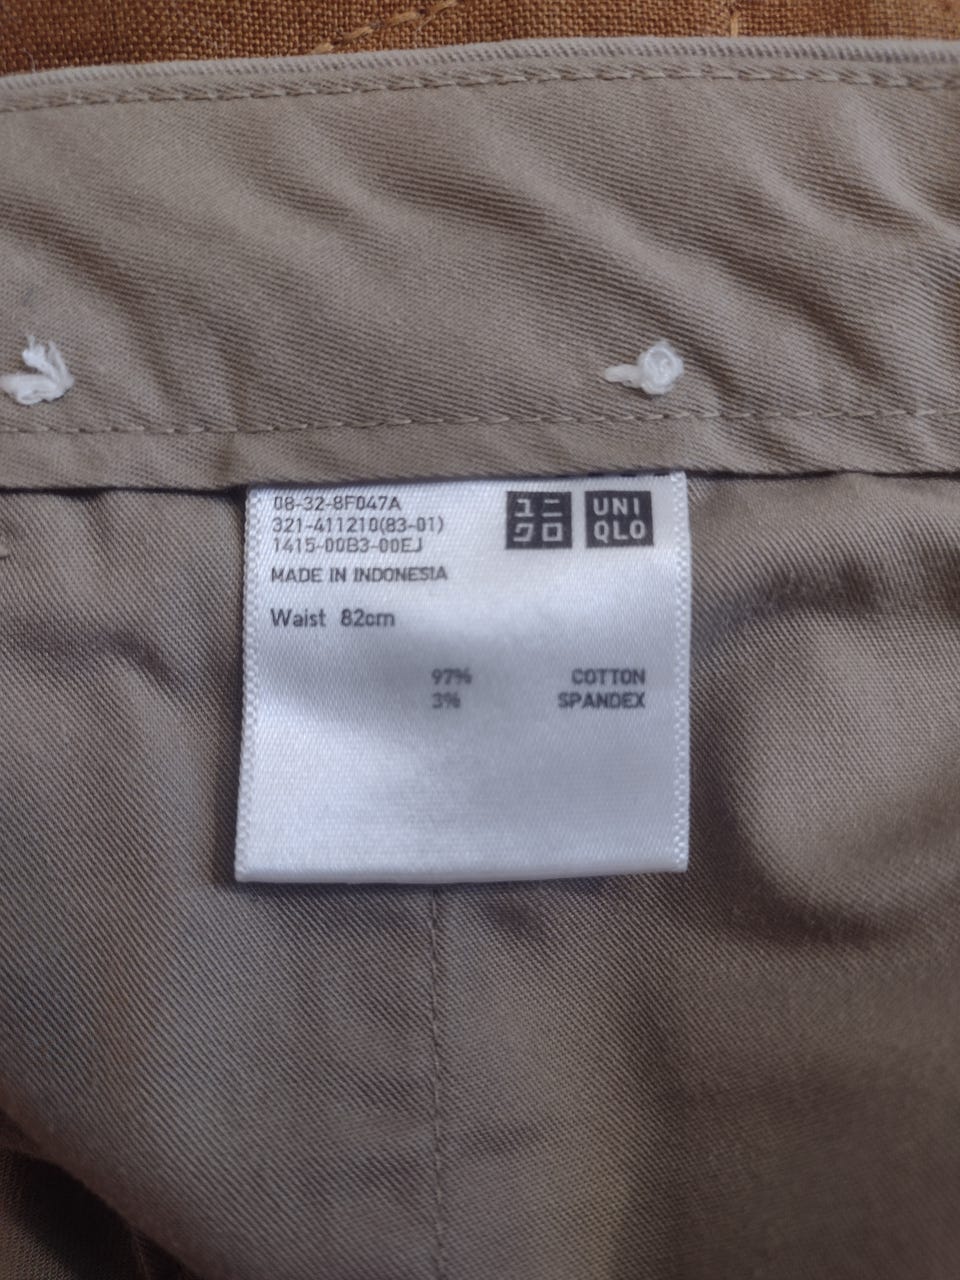 08-32-8F047A
321-411210(83-01)
1415-00B3-00EJ
ユニ
クロ
UNI
QLO
MADE IN INDONESIA
Waist 82cm
97% COTTON
3% SPANDEX